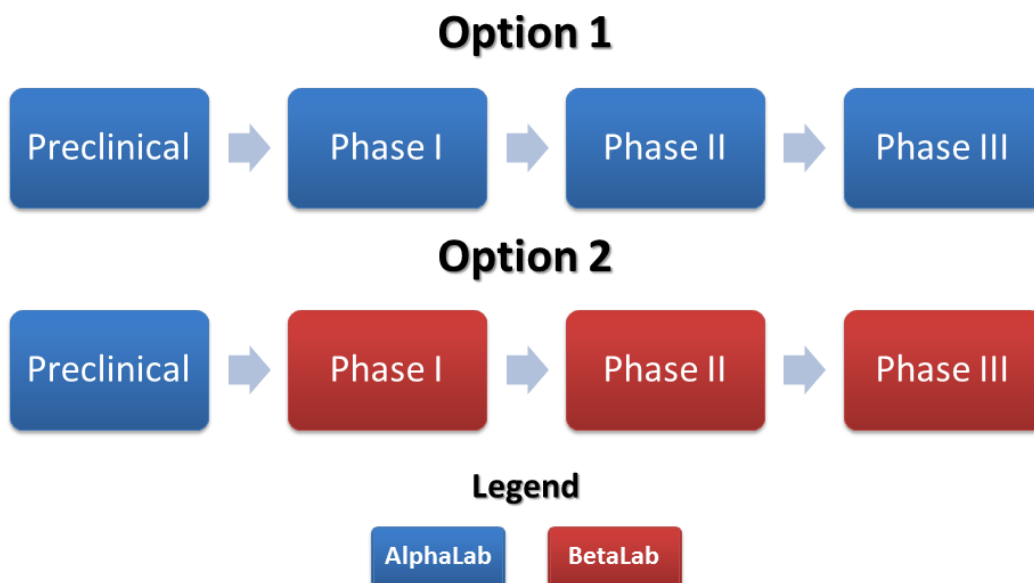 Option 1
Preclinical Phase I Phase II Phase III
Option 2
Preclinical Phase I Phase II Phase III
Legend
AlphaLab BetaLab